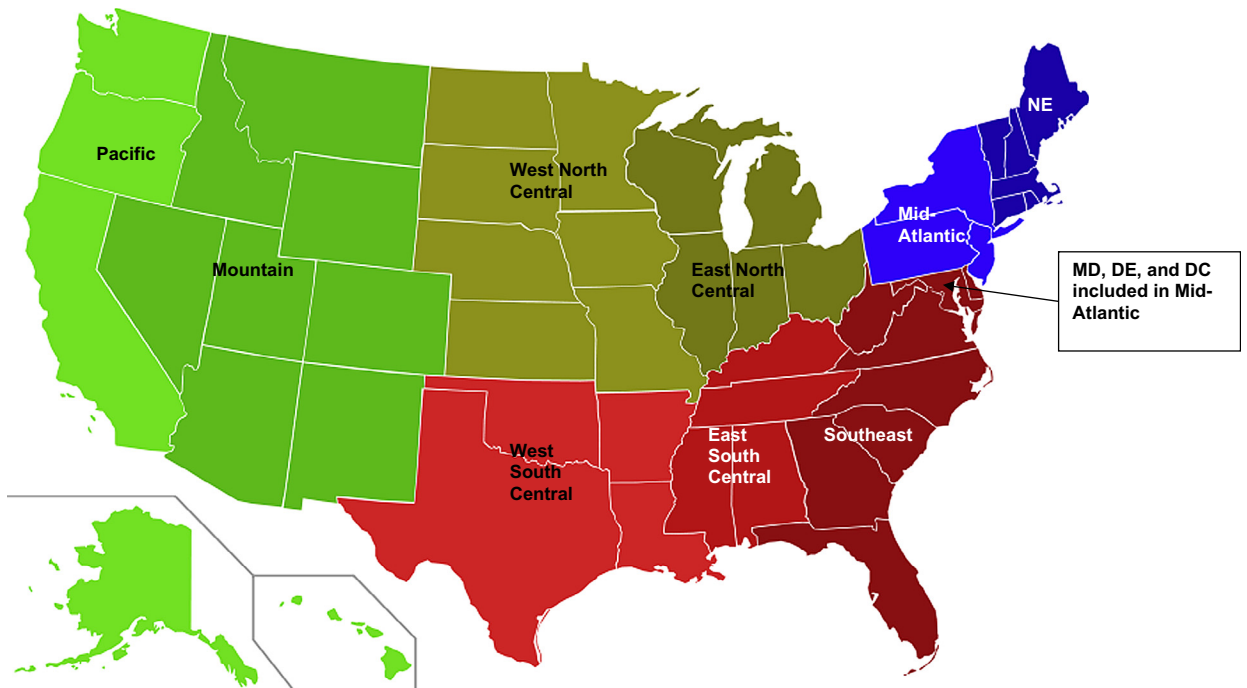 NE
Pacific
West North
Central
Mid-
Atlantic
Mountain
East North
Central
MD, DE, and DC
included in Mid-
Atlantic
West
South
Central
East
South
Central
Southeast